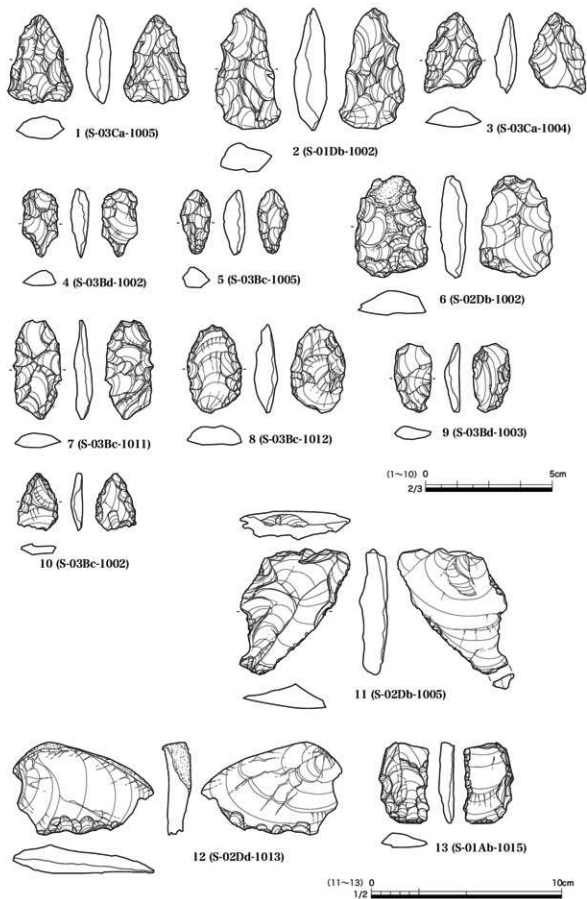 1 (S-03Ca-1005)
2 (S-01Db-1002)
3 (S-03Ca-1004)
4 (S-03Bd-1002)
5 (S-03Bc-1005)
6 (S-02Db-1002)
7 (S-03Bc-1011)
8 (S-03Bc-1012)
9 (S-03Bd-1003)
(1〜10) 0 5cm
2/3
10 (S-03Bc-1002)
11 (S-02Db-1005)
12 (S-02Dd-1013)
13 (S-01Ab-1015)
(11〜13) 0 10cm
1/2